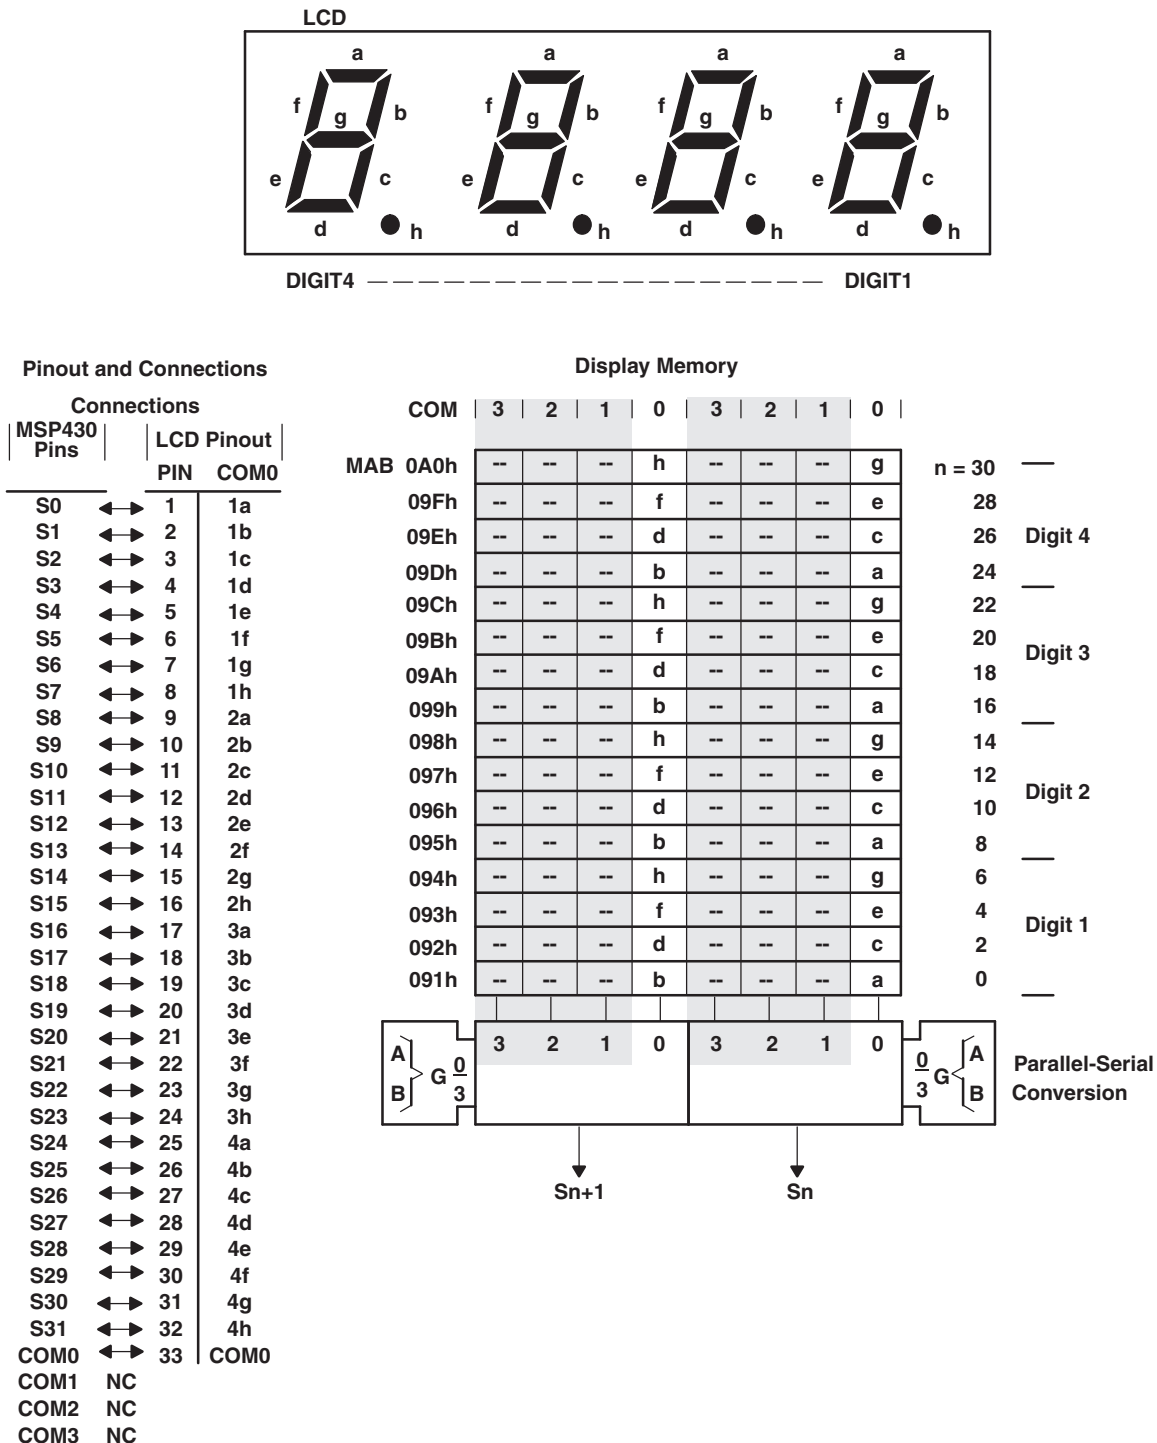 LCD
a a a a
f g b f g b f g b f g b
e c e c e c e c
d h d h d h d h
DIGIT4 — — — — — — — — — — — — — — — — — — DIGIT1
Pinout and Connections
Connections
MSP430 Pins LCD Pinout
PIN COM0
S0 1 1a
S1 2 1b
S2 3 1c
S3 4 1d
S4 5 1e
S5 6 1f
S6 7 1g
S7 8 1h
S8 9 2a
S9 10 2b
S10 11 2c
S11 12 2d
S12 13 2e
S13 14 2f
S14 15 2g
S15 16 2h
S16 17 3a
S17 18 3b
S18 19 3c
S19 20 3d
S20 21 3e
S21 22 3f
S22 23 3g
S23 24 3h
S24 25 4a
S25 26 4b
S26 27 4c
S27 28 4d
S28 29 4e
S29 30 4f
S30 31 4g
S31 32 4h
COM0 33 COM0
COM1 NC
COM2 NC
COM3 NC
Display Memory
COM 3 2 1 0 3 2 1 0
MAB 0A0h -- -- -- h -- -- -- g n = 30
09Fh -- -- -- f -- -- -- e 28
09Eh -- -- -- d -- -- -- c 26 Digit 4
09Dh -- -- -- b -- -- -- a 24
09Ch -- -- -- h -- -- -- g 22
09Bh -- -- -- f -- -- -- e 20 Digit 3
09Ah -- -- -- d -- -- -- c 18
099h -- -- -- b -- -- -- a 16
098h -- -- -- h -- -- -- g 14
097h -- -- -- f -- -- -- e 12 Digit 2
096h -- -- -- d -- -- -- c 10
095h -- -- -- b -- -- -- a 8
094h -- -- -- h -- -- -- g 6
093h -- -- -- f -- -- -- e 4 Digit 1
092h -- -- -- d -- -- -- c 2
091h -- -- -- b -- -- -- a 0
A B G 0 3 3 2 1 0 3 2 1 0 0 3 G A B
Parallel-Serial
Conversion
Sn+1 Sn